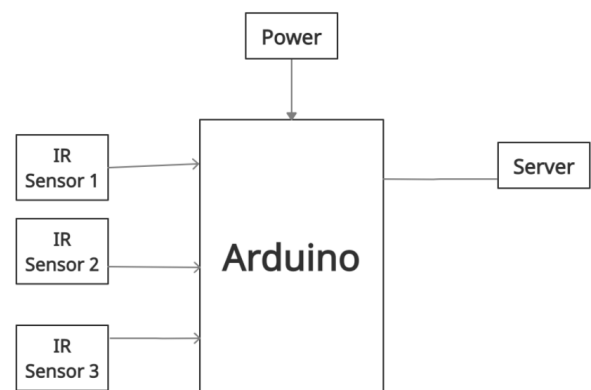 Power
IR
Sensor 1
Server
IR
Sensor 2
Arduino
IR
Sensor 3